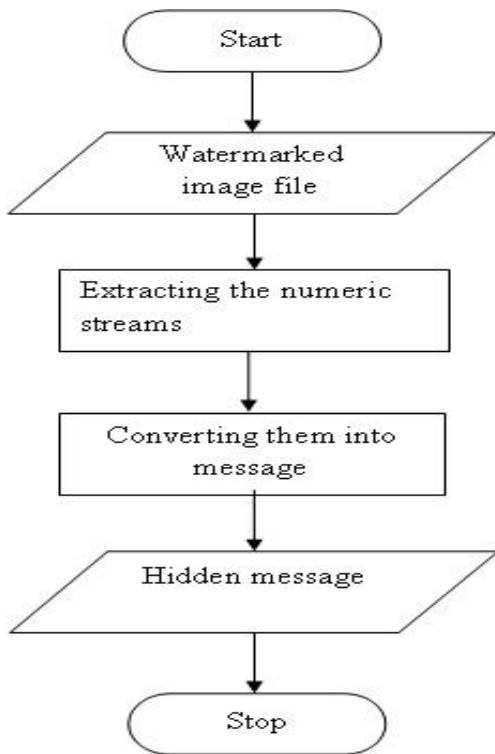 Start
Watermarked
image file
Extracting the numeric
streams
Converting them into
message
Hidden message
Stop